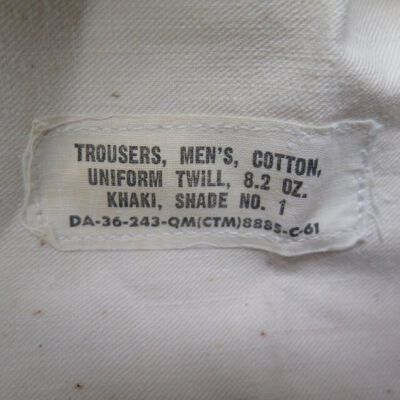 TROUSERS, MEN'S, COTTON,
UNIFORM TWILL, 8.2 OZ.
KHAKI, SHADE NO. 1
DA-36-243-QM(CTM)8885-C-61